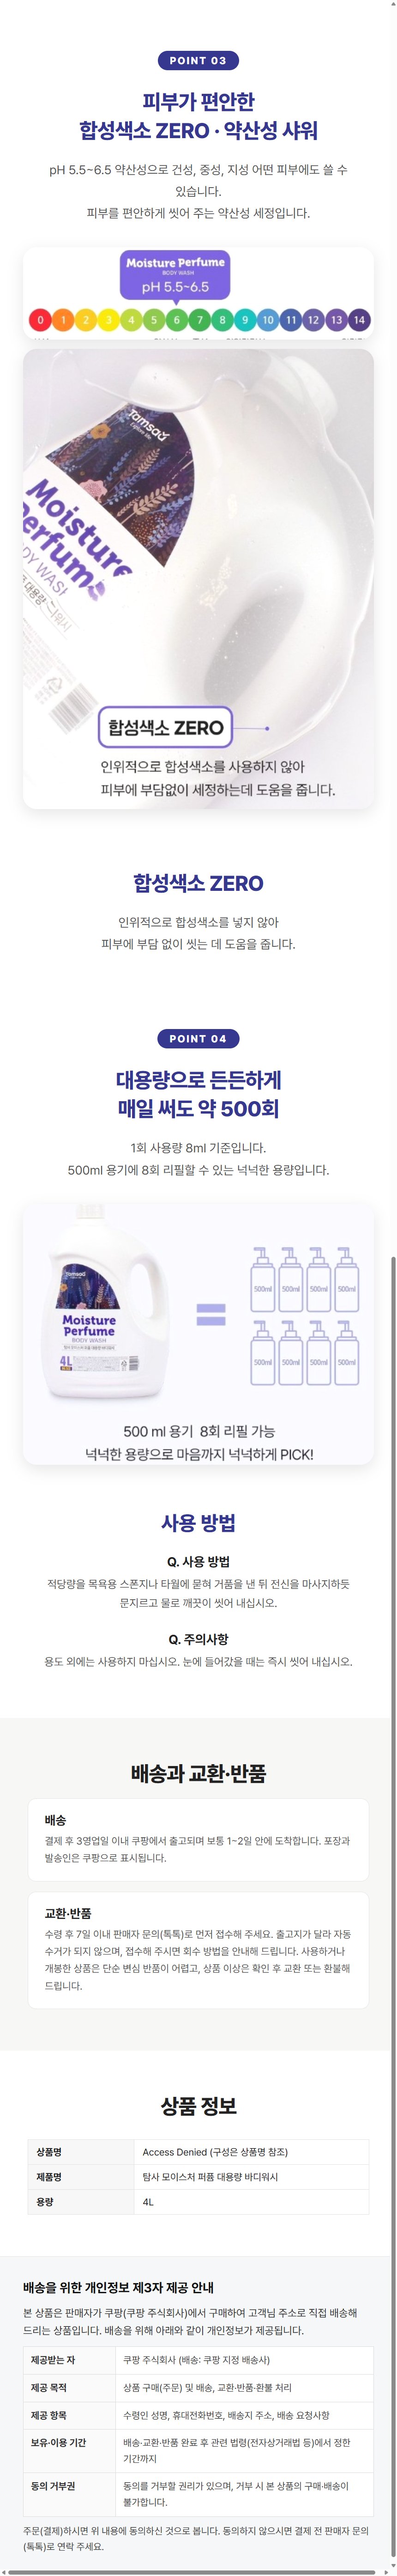 POINT 03
피부가 편안한
합성색소 ZERO · 약산성 샤워
pH 5.5~6.5 약산성으로 건성, 중성, 지성 어떤 피부에도 쓸 수
있습니다.
피부를 편안하게 씻어 주는 약산성 세정입니다.
Moisture Perfume
BODY WASH
pH 5.5~6.5
0 1 2 3 4 5 6 7 8 9 10 11 12 13 14
Tamsaa
Moisture
Perfume
BODY WASH
합성색소 ZERO
인위적으로 합성색소를 사용하지 않아
피부에 부담없이 세정하는데 도움을 줍니다.
합성색소 ZERO
인위적으로 합성색소를 넣지 않아
피부에 부담 없이 씻는 데 도움을 줍니다.
POINT 04
대용량으로 든든하게
매일 써도 약 500회
1회 사용량 8ml 기준입니다.
500ml 용기에 8회 리필할 수 있는 넉넉한 용량입니다.
Tamsaa
Moisture
Perfume
BODY WASH
4L
500ml 500ml 500ml 500ml
500ml 500ml 500ml 500ml
500 ml 용기 8회 리필 가능
넉넉한 용량으로 마음까지 넉넉하게 PICK!
사용 방법
Q. 사용 방법
적당량을 목욕용 스폰지나 타월에 묻혀 거품을 낸 뒤 전신을 마사지하듯
문지르고 물로 깨끗이 씻어 내십시오.
Q. 주의사항
용도 외에는 사용하지 마십시오. 눈에 들어갔을 때는 즉시 씻어 내십시오.
배송과 교환·반품
배송
결제 후 3영업일 이내 쿠팡에서 출고되며 보통 1~2일 안에 도착합니다. 포장과
발송인은 쿠팡으로 표시됩니다.
교환·반품
수령 후 7일 이내 판매자 문의(톡톡)로 먼저 접수해 주세요. 출고지가 달라 자동
수거가 되지 않으며, 접수해 주시면 회수 방법을 안내해 드립니다. 사용하거나
개봉한 상품은 단순 변심 반품이 어렵고, 상품 이상은 확인 후 교환 또는 환불해
드립니다.
상품 정보
상품명 Access Denied (구성은 상품명 참조)
제품명 탐사 모이스처 퍼퓸 대용량 바디워시
용량 4L
배송을 위한 개인정보 제3자 제공 안내
본 상품은 판매자가 쿠팡(쿠팡 주식회사)에서 구매하여 고객님 주소로 직접 배송해
드리는 상품입니다. 배송을 위해 아래와 같이 개인정보가 제공됩니다.
제공받는 자 쿠팡 주식회사 (배송: 쿠팡 지정 배송사)
제공 목적 상품 구매(주문) 및 배송, 교환·반품·환불 처리
제공 항목 수령인 성명, 휴대전화번호, 배송지 주소, 배송 요청사항
보유·이용 기간 배송·교환·반품 완료 후 관련 법령(전자상거래법 등)에서 정한
기간까지
동의 거부권 동의를 거부할 권리가 있으며, 거부 시 본 상품의 구매·배송이
불가합니다.
주문(결제)하시면 위 내용에 동의하신 것으로 봅니다. 동의하지 않으시면 결제 전 판매자 문의
(톡톡)로 연락 주세요.